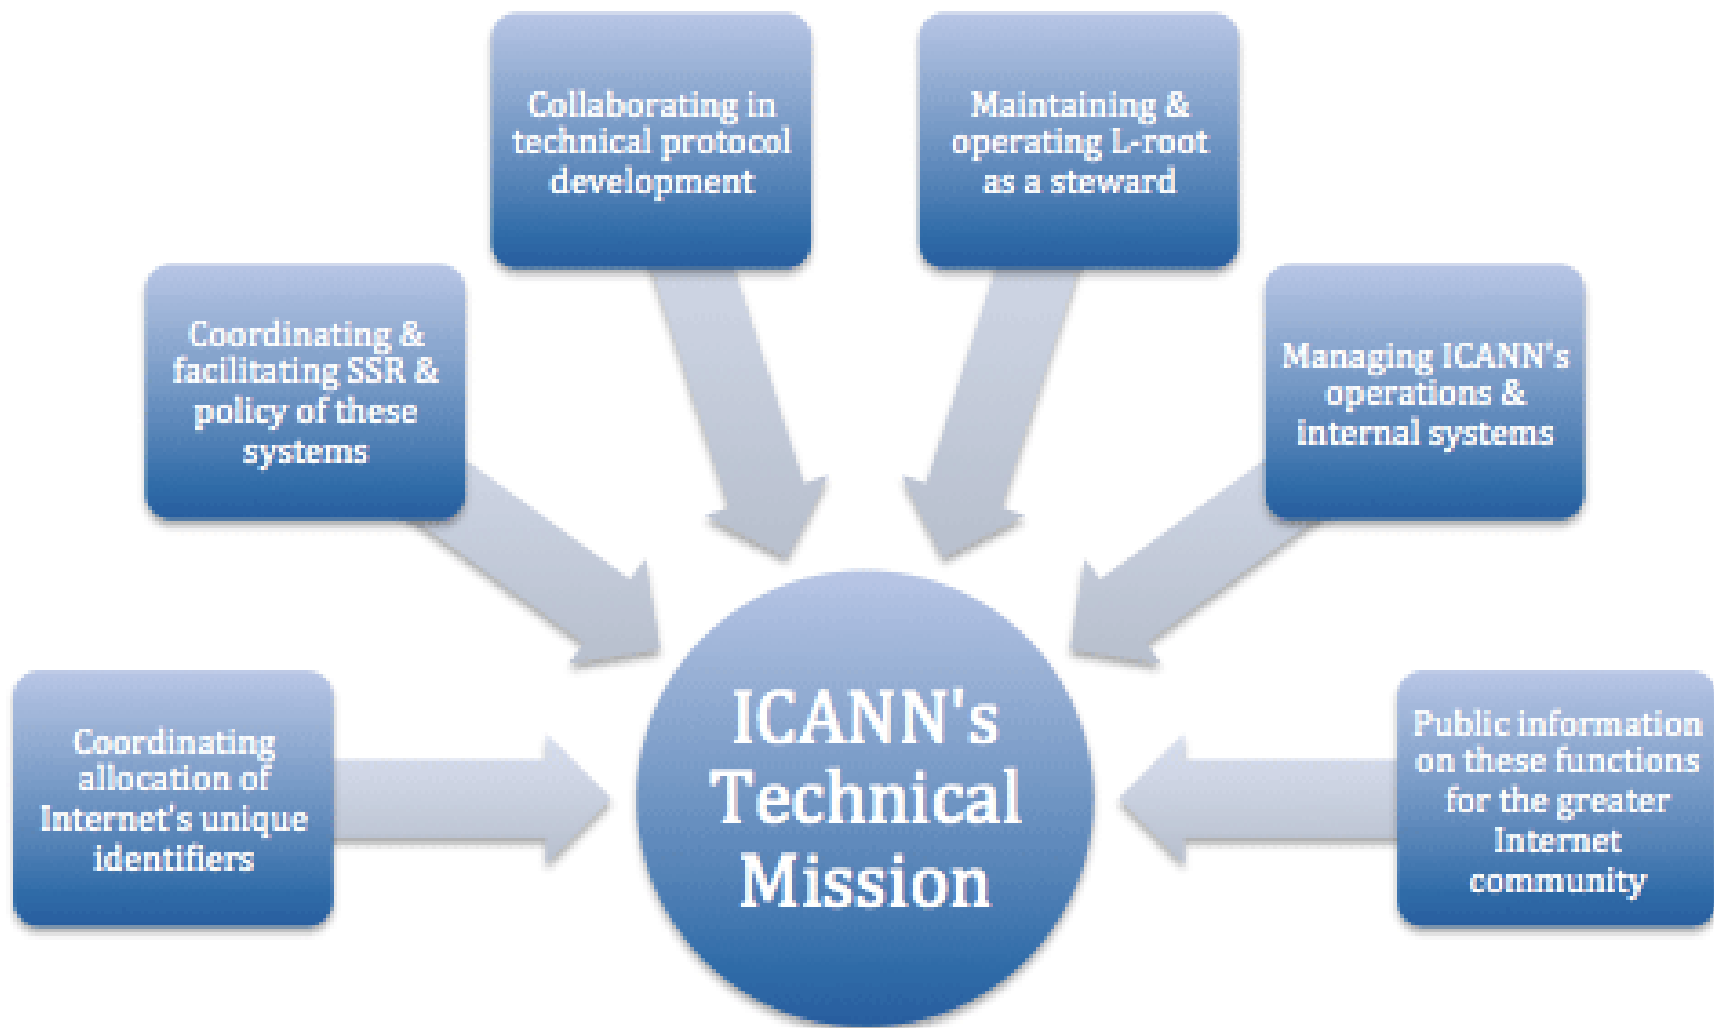 Collaborating in
technical protocol
development
Maintaining &
operating L-root
as a steward
Coordinating &
facilitating SSR &
policy of these
systems
Managing ICANN's
operations &
internal systems
Coordinating
allocation of
Internet's unique
identifiers
ICANN's
Technical
Mission
Public information
on these functions
for the greater
Internet
community